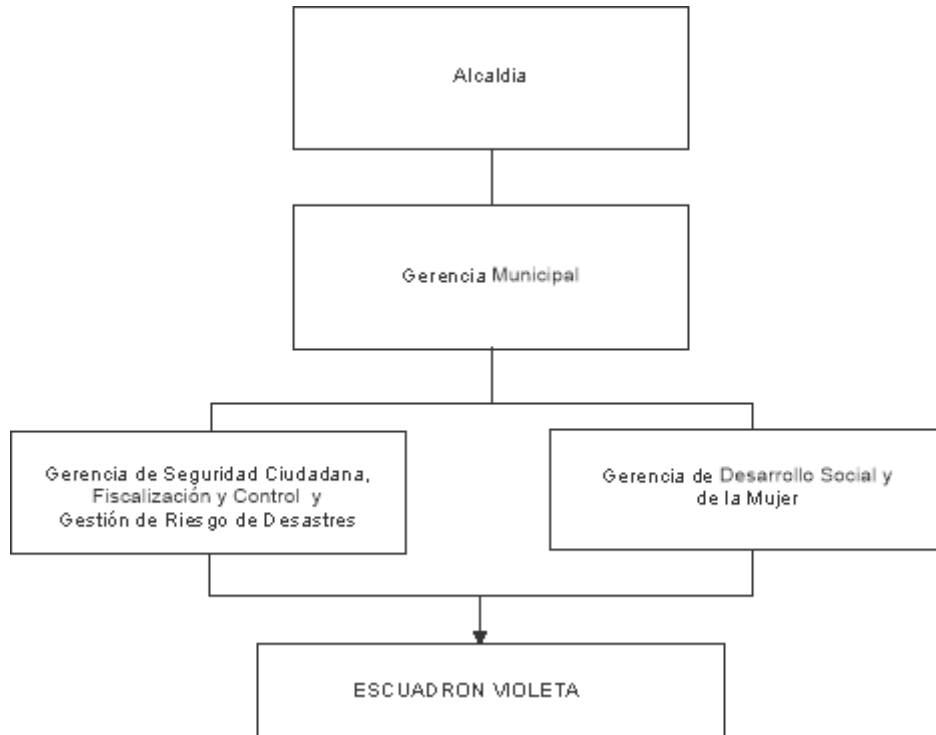 Alcaldia
Gerencia Municipal
Gerencia de Seguridad Ciudadana,
Fiscalización y Control y
Gestión de Riesgo de Desastres
Gerencia de Desarrollo Social y
de la Mujer
ESCUADRON VIOLETA